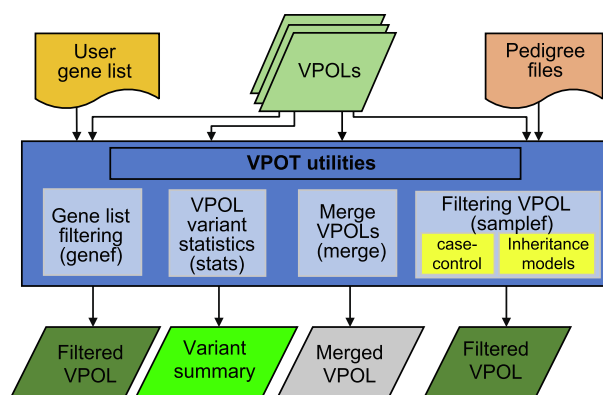 User
gene list
VPOLs
Pedigree
files
VPOT utilities
Gene list
filtering
(genef)
VPOL
variant
statistics
(stats)
Merge
VPOLs
(merge)
Filtering VPOL
(samplef)
case-
control
Inheritance
models
Filtered
VPOL
Variant
summary
Merged
VPOL
Filtered
VPOL